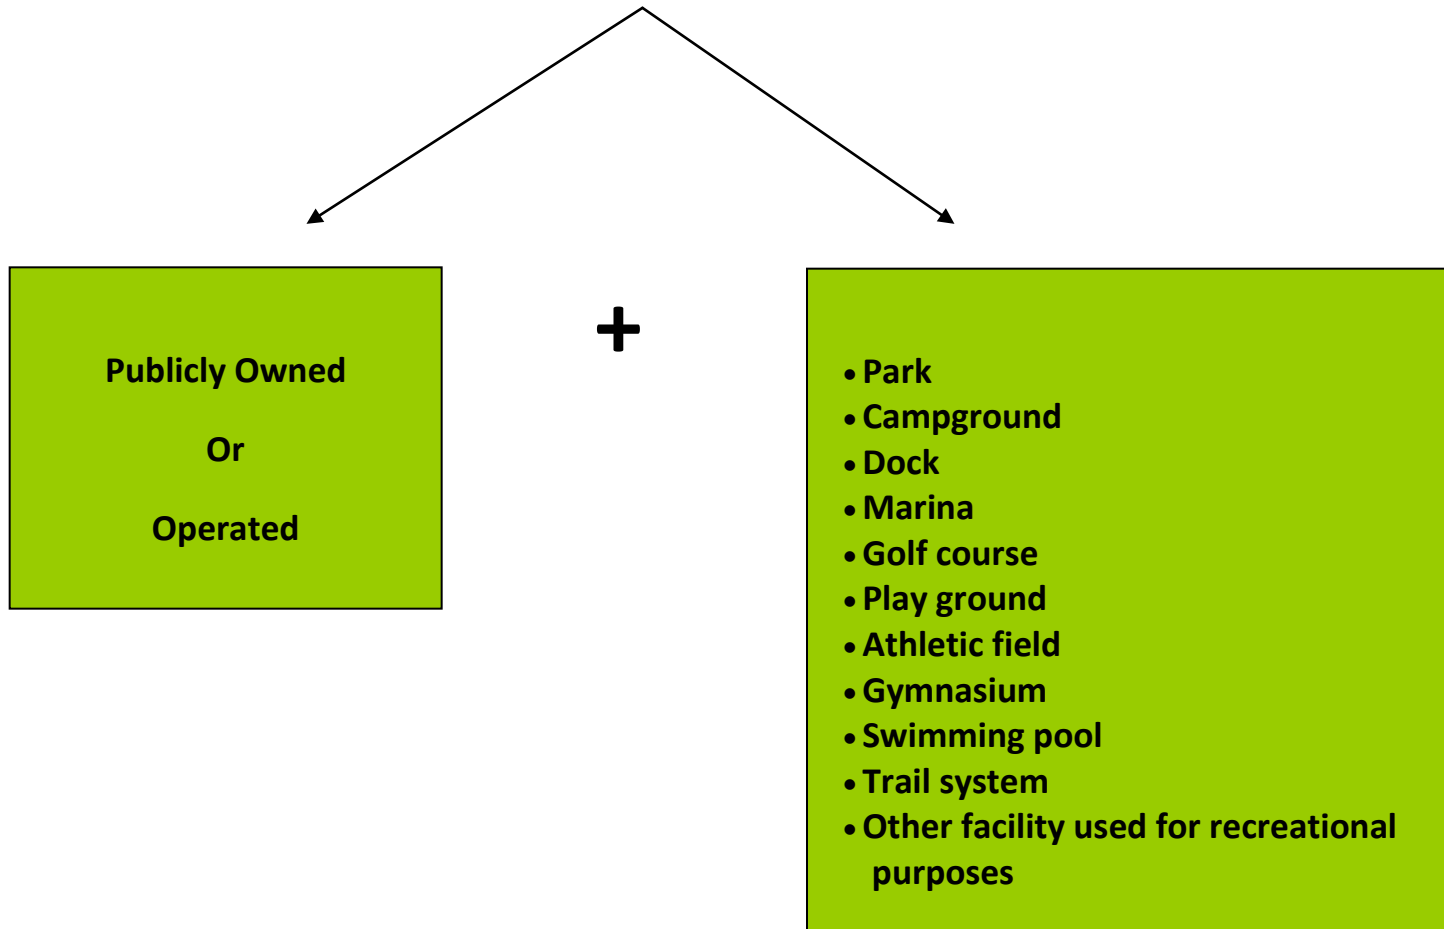 Publicly Owned
Or
Operated
+
• Park
• Campground
• Dock
• Marina
• Golf course
• Play ground
• Athletic field
• Gymnasium
• Swimming pool
• Trail system
• Other facility used for recreational
purposes